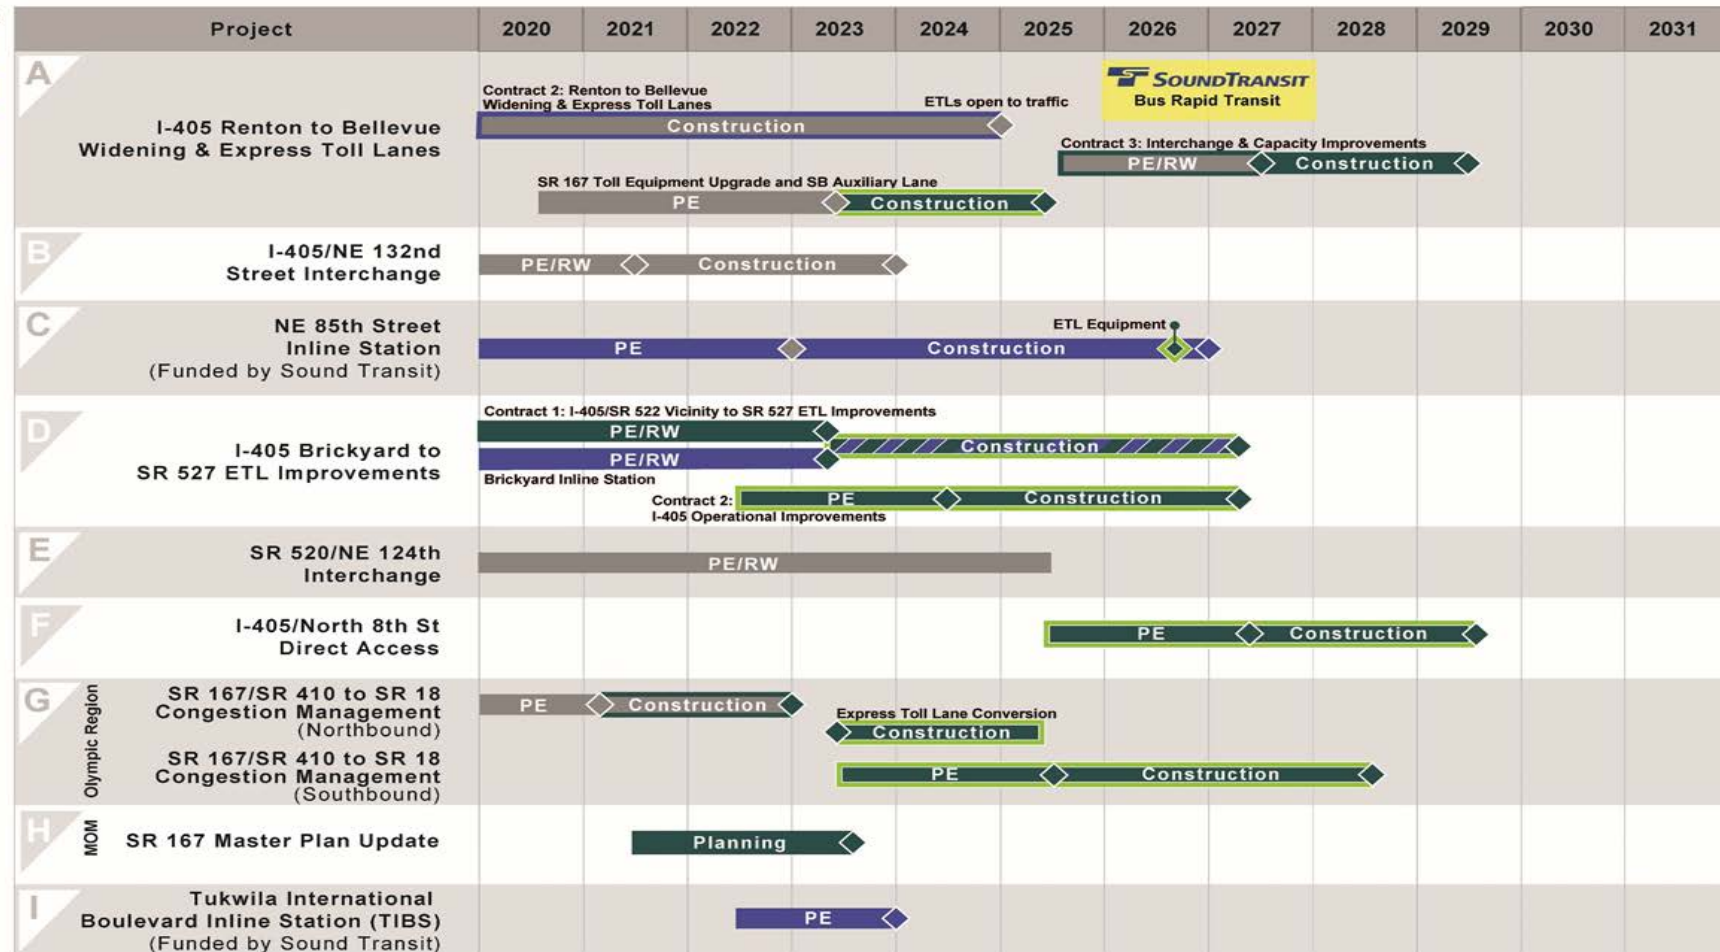 Project 2020 2021 2022 2023 2024 2025 2026 2027 2028 2029 2030 2031
A
I-405 Renton to Bellevue
Widening & Express Toll Lanes
Contract 2: Renton to Bellevue
Widening & Express Toll Lanes
ETLs open to traffic
Construction
SOUNDTRANSIT
Bus Rapid Transit
Contract 3: Interchange & Capacity Improvements
PE/RW Construction
SR 167 Toll Equipment Upgrade and SB Auxiliary Lane
PE Construction
B
I-405/NE 132nd
Street Interchange
PE/RW Construction
C
NE 85th Street
Inline Station
(Funded by Sound Transit)
ETL Equipment
PE Construction
D
I-405 Brickyard to
SR 527 ETL Improvements
Contract 1: I-405/SR 522 Vicinity to SR 527 ETL Improvements
PE/RW
Construction
PE/RW
Brickyard Inline Station
Contract 2:
I-405 Operational Improvements
PE Construction
E
SR 520/NE 124th
Interchange
PE/RW
F
I-405/North 8th St
Direct Access
PE Construction
G
Olympic Region
SR 167/SR 410 to SR 18
Congestion Management
(Northbound)
PE Construction
Express Toll Lane Conversion
Construction
SR 167/SR 410 to SR 18
Congestion Management
(Southbound)
PE Construction
H
MOM
SR 167 Master Plan Update
Planning
I
Tukwila International
Boulevard Inline Station (TIBS)
(Funded by Sound Transit)
PE